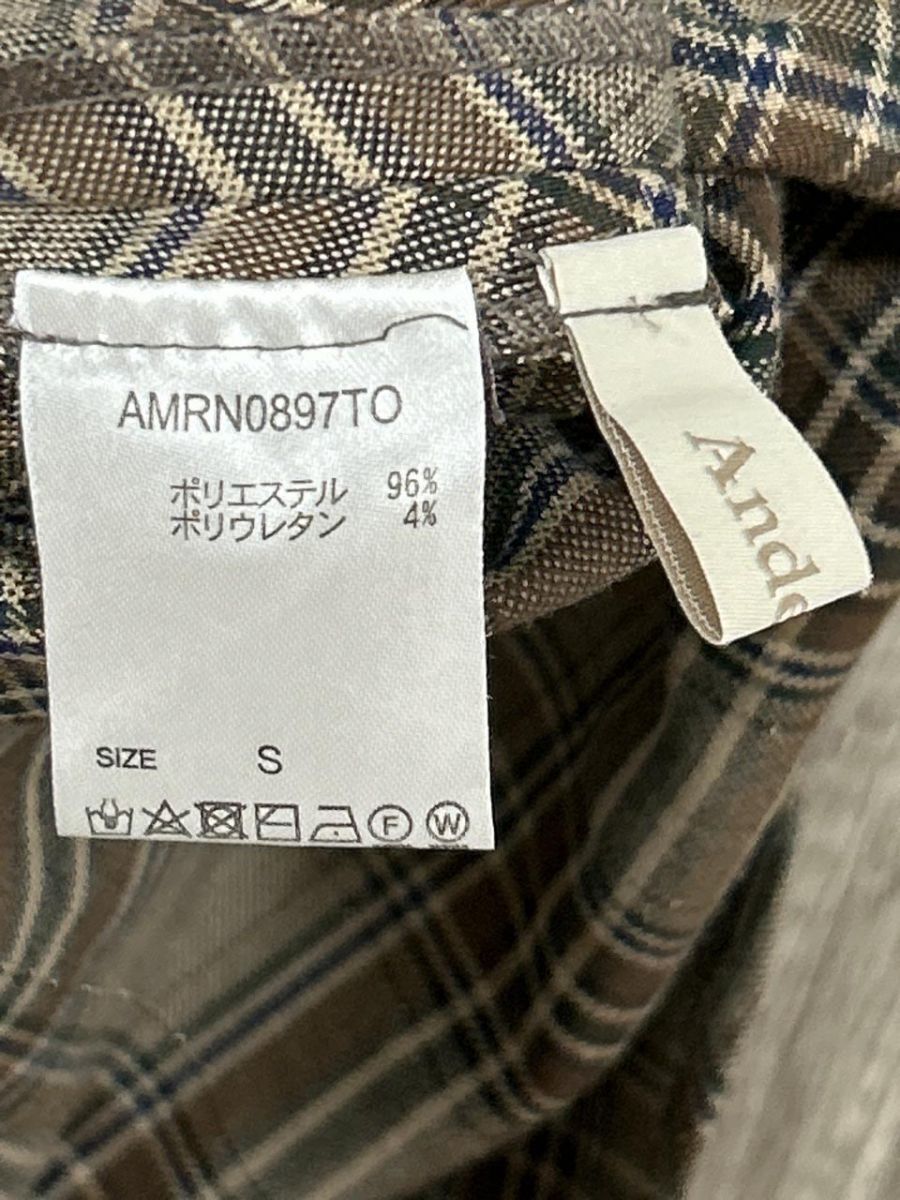 AMRN0897TO
ポリエステル 96%
ポリウレタン 4%
SIZE S
F W
Ande